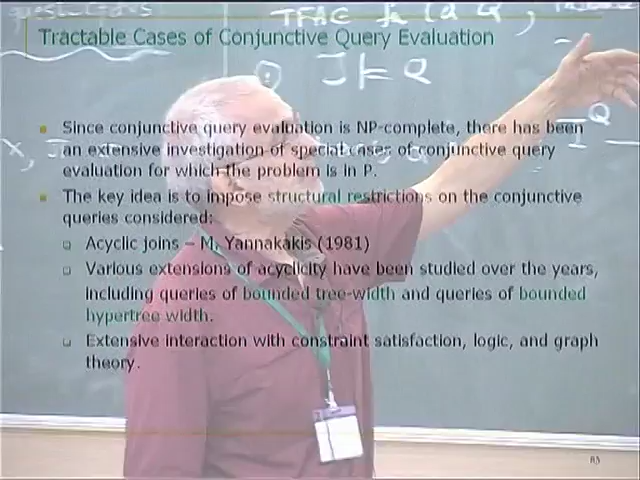 TFAE for CQ Q,
Tractable Cases of Conjunctive Query Evaluation
① J ⊨ Q
Since conjunctive query evaluation is NP-complete, there has been
an extensive investigation of special cases of conjunctive query
evaluation for which the problem is in P.
The key idea is to impose structural restrictions on the conjunctive
queries considered:
Acyclic joins – M. Yannakakis (1981)
Various extensions of acyclicity have been studied over the years,
including queries of bounded tree-width and queries of bounded
hypertree width.
Extensive interaction with constraint satisfaction, logic, and graph
theory.